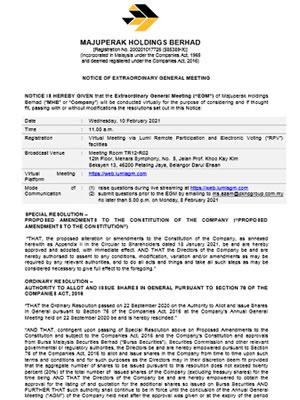 MAJUPERAK HOLDINGS BERHAD
(Incorporated in Malaysia under the Companies Act, 1965
and deemed registered under the Companies Act, 2016)
NOTICE OF EXTRAORDINARY GENERAL MEETING
NOTICE IS HEREBY GIVEN that the Extraordinary General Meeting ("EGM") of Majuperak Holdings
Berhad ("MHB" or "Company") will be conducted virtually for the purpose of considering and if thought
fit, passing with or without modifications the resolutions set out in this Notice:
Date : Wednesday, 10 February 2021
Time : 11.00 a.m.
Registration : Virtual Meeting via Lumi Remote Participation and Electronic Voting ("RPV")
facilities
Broadcast Venue : Meeting Room TR12-R02
12th Floor, Menara Symphony, No. 5, Jalan Prof. Khoo Kay Kim
Seksyen 13, 46200 Petaling Jaya, Selangor Darul Ehsan
Virtual Meeting Platform : https://web.lumiagm.com
Mode of Communication : (1) raise questions during live streaming at https://web.lumiagm.com
(2) submit questions prior to the EGM by emailing to
no later than 5.00 p.m. on Monday, 8 February 2021
SPECIAL RESOLUTION –
PROPOSED AMENDMENTS TO THE CONSTITUTION OF THE COMPANY ("PROPOSED
AMENDMENTS TO THE CONSTITUTION")
"THAT, the proposed alteration or amendments to the Constitution of the Company, as annexed
herewith as Appendix II in the Circular to Shareholders dated 18 January 2021, be and are hereby
approved and adopted, with immediate effect. AND THAT the Directors of the Company be and are
hereby authorised to assent to any conditions, modification, variation and/or amendments as may be
required by any relevant authorities, and to do all acts and things and take all such steps as may be
considered necessary to give full effect to the foregoing."
ORDINARY RESOLUTION –
AUTHORITY TO ALLOT AND ISSUE SHARES IN GENERAL PURSUANT TO SECTION 76 OF THE
COMPANIES ACT, 2016
"THAT the Ordinary Resolution passed on 22 September 2020 on the Authority to Allot and Issue Shares
in General pursuant to Section 76 of the Companies Act, 2016 at the Company's Annual General
Meeting held on 22 September 2020 be and is hereby rescinded."
"AND THAT, contingent upon passing of Special Resolution above on Proposed Amendments to the
Constitution and subject to the Companies Act, 2016 and the Company's Constitution and approvals
from Bursa Malaysia Securities Berhad ("Bursa Securities"), Securities Commission and other relevant
governmental or regulatory authorities, the Directors be and are hereby empowered pursuant to Section
76 of the Companies Act, 2016 to allot and issue shares in the Company from time to time upon such
terms and conditions and for such purposes as the Directors may in their discretion deem fit provided
that the aggregate number of shares to be issued pursuant to this resolution does not exceed twenty
percent (20%) of the total number of issued shares of the Company (excluding treasury shares) for the
time being AND THAT the Directors be and are hereby also empowered to obtain the
approval for the listing of and quotation for the additional shares so issued on Bursa Securities AND
FURTHER THAT such authority shall continue to be in force until the conclusion of the Annual General
Meeting ("AGM") of the Company held next after the approval was given or at the expiry of the period